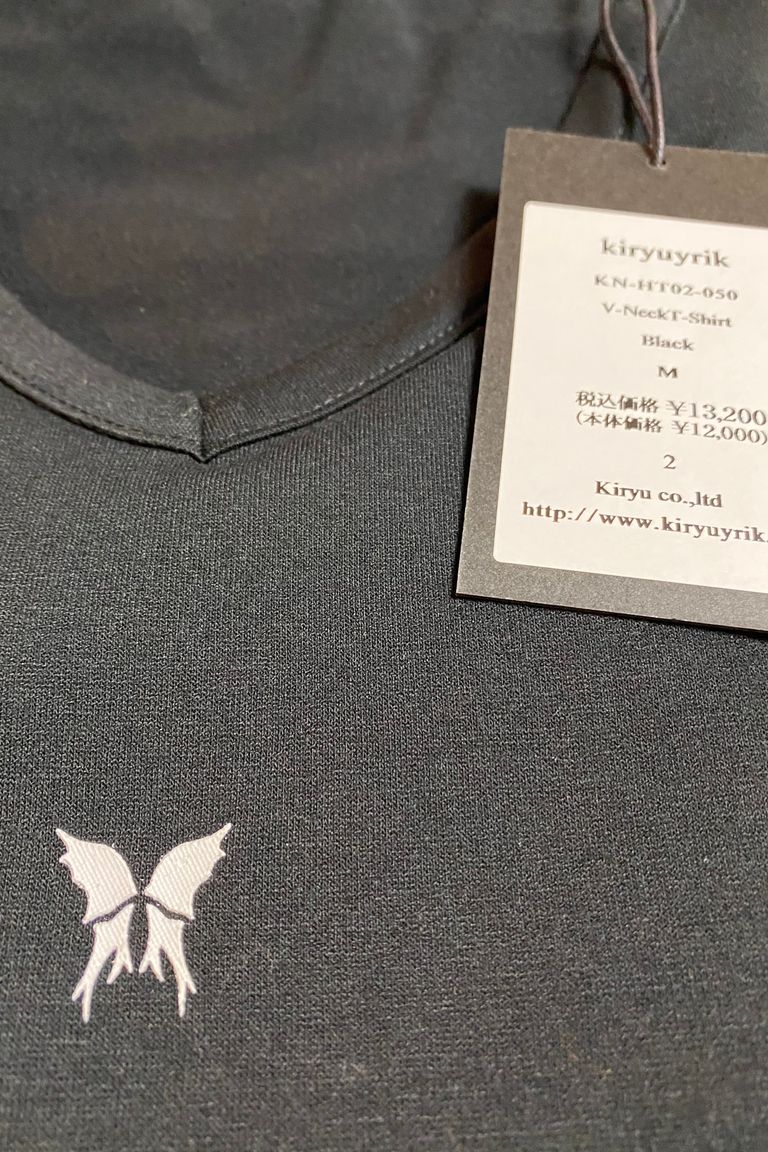 kiryuyrik
KN-HT02-050
V-NeckT-Shirt
Black
M
税込価格 ¥13,200
(本体価格 ¥12,000)
2
Kiryu co.,ltd
http://www.kiryuyrik.